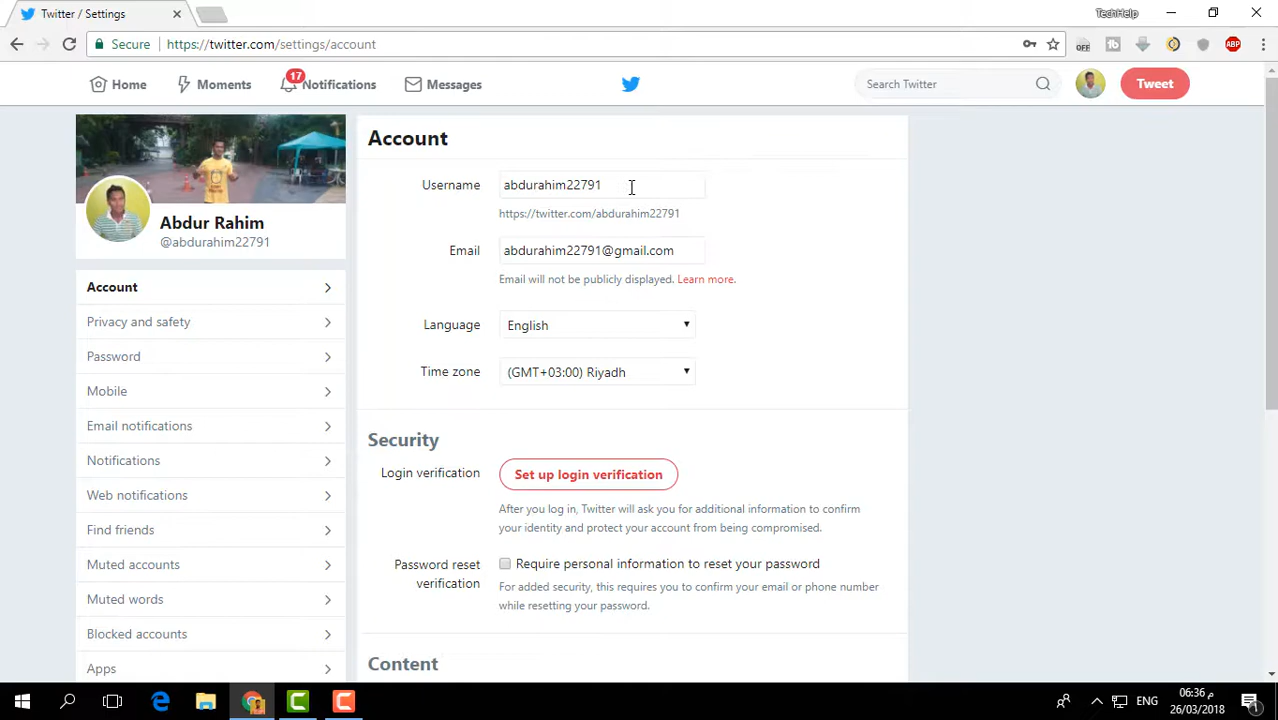 Twitter / Settings
TechHelp
Secure
https://twitter.com/settings/account
OFF
ABP
Home
Moments
17
Notifications
Messages
Search Twitter
Tweet
Abdur Rahim
@abdurahim22791
Account
Privacy and safety
Password
Mobile
Email notifications
Notifications
Web notifications
Find friends
Muted accounts
Muted words
Blocked accounts
Apps
Account
Username
abdurahim22791
https://twitter.com/abdurahim22791
Email
abdurahim22791@gmail.com
Email will not be publicly displayed. Learn more.
Language
English
Time zone
(GMT+03:00) Riyadh
Security
Login verification
Set up login verification
After you log in, Twitter will ask you for additional information to confirm
your identity and protect your account from being compromised.
Password reset
verification
Require personal information to reset your password
For added security, this requires you to confirm your email or phone number
while resetting your password.
Content
ENG
06:36 م
26/03/2018
1